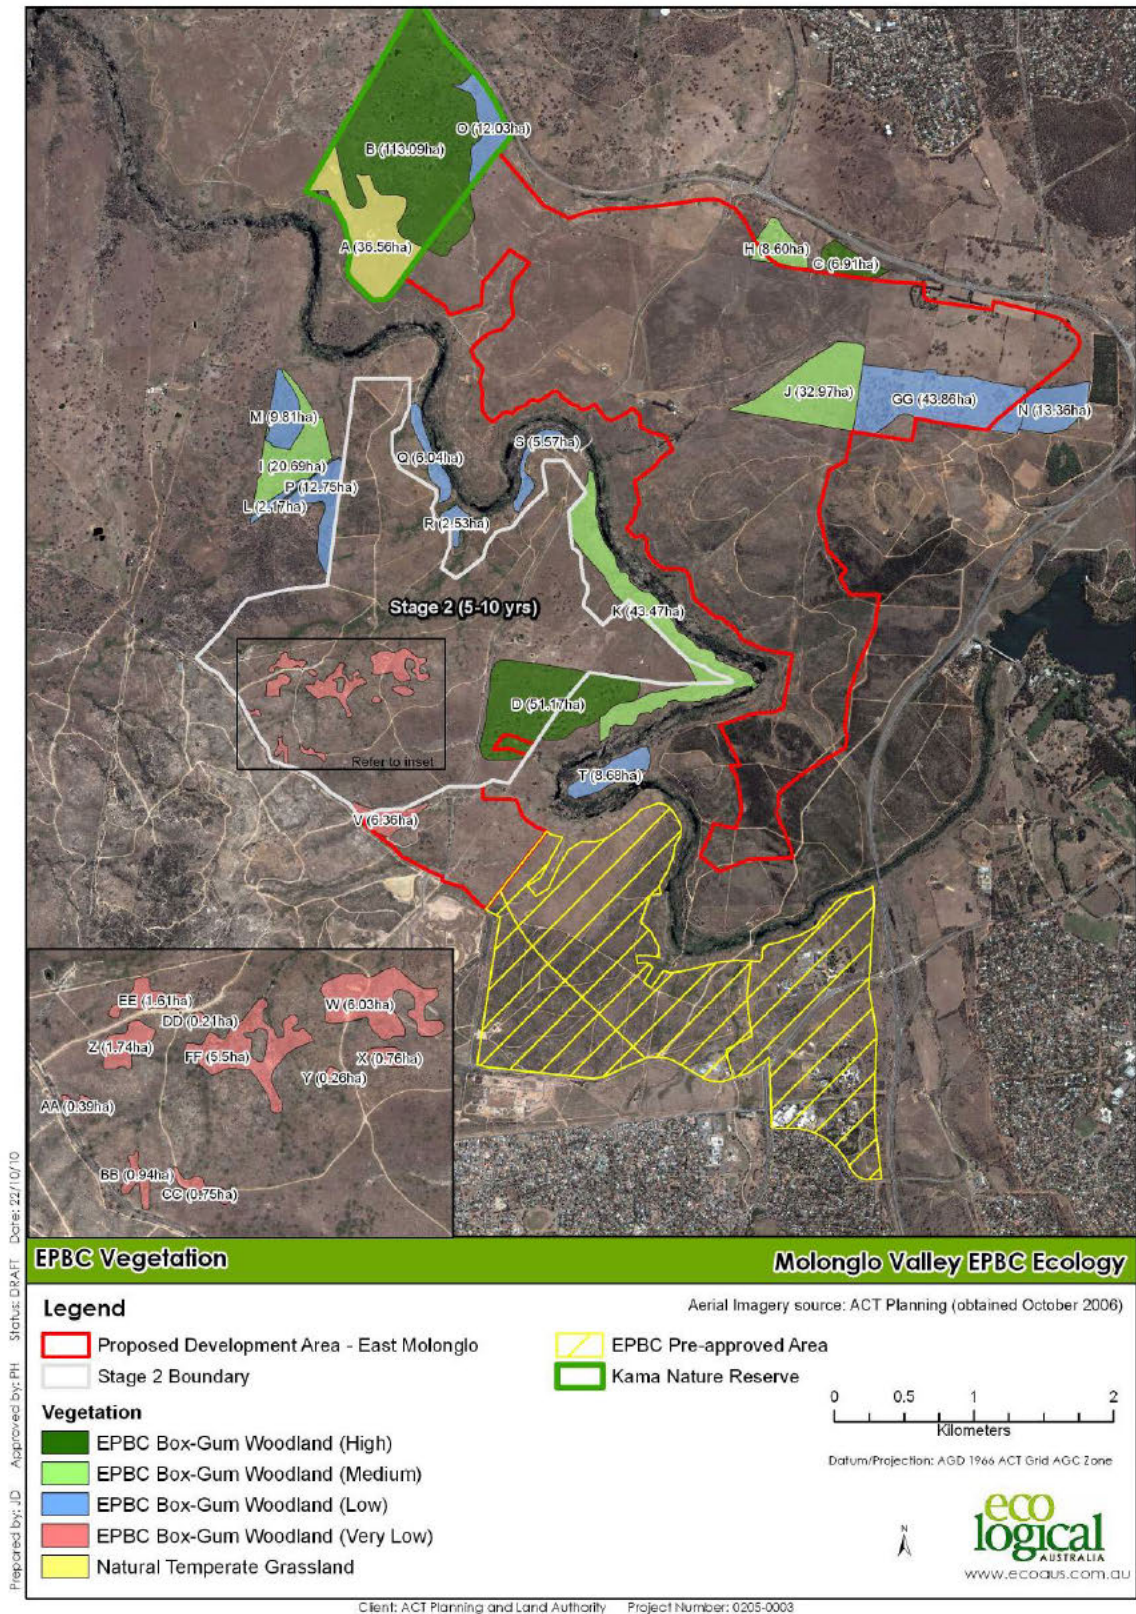 O (12.03ha)
B (113.09ha)
A (36.56ha)
H (8.60ha)
C (6.91ha)
J (32.97ha)
GG (43.86ha)
N (13.36ha)
M (9.81ha)
I (20.69ha)
P (12.75ha)
L (2.17ha)
Q (6.04ha)
S (5.57ha)
R (2.53ha)
Stage 2 (5-10 yrs)
K (43.47ha)
D (51.17ha)
Refer to inset
T (8.68ha)
V (6.36ha)
EE (1.61ha)
DD (0.21ha)
W (6.03ha)
Z (1.74ha)
FF (5.5ha)
X (0.76ha)
Y (0.26ha)
AA (0.39ha)
BB (0.94ha)
CC (0.75ha)
EPBC Vegetation
Molonglo Valley EPBC Ecology
Legend
Aerial Imagery source: ACT Planning (obtained October 2006)
Proposed Development Area - East Molonglo
EPBC Pre-approved Area
Stage 2 Boundary
Kama Nature Reserve
Vegetation
EPBC Box-Gum Woodland (High)
EPBC Box-Gum Woodland (Medium)
EPBC Box-Gum Woodland (Low)
EPBC Box-Gum Woodland (Very Low)
Natural Temperate Grassland
0 0.5 1 2
Kilometers
Datum/Projection: AGD 1966 ACT Grid AGC Zone
N
eco
logical
AUSTRALIA
www.ecoaus.com.au
Prepared by: JD Approved by: PH Status: DRAFT Date: 22/10/10
Client: ACT Planning and Land Authority Project Number: 0205-0003